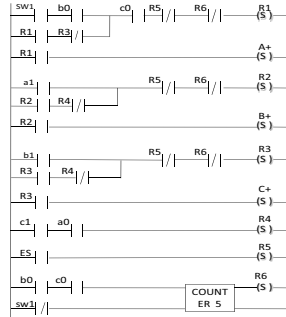 sw1 b0 c0 R5 R6 R1
(S)
R1 R3
R1 A+
(S)
a1 R5 R6 R2
(S)
R2 R4
R2 B+
(S)
b1 R5 R6 R3
(S)
R3 R4
R3 C+
(S)
c1 a0 R4
(S)
ES R5
(S)
b0 c0 R6
(S)
COUNT
ER 5
sw1